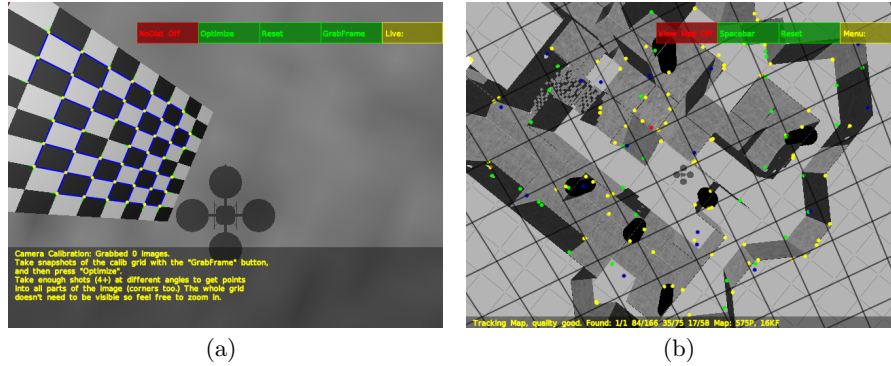 NoDist Off Optimize Reset GrabFrame Live:
Camera Calibration: Grabbed 0 images.
Take snapshots of the calib grid with the "GrabFrame" button,
and then press "Optimize".
Take enough shots (4+) at different angles to get points
into all parts of the image (corners too.) The whole grid
doesn't need to be visible so feel free to zoom in.
(a)
View Map Off Spacebar Reset Menu:
Tracking Map, quality good. Found: 1/1 84/166 35/75 17/58 Map: 575P, 16KF
(b)